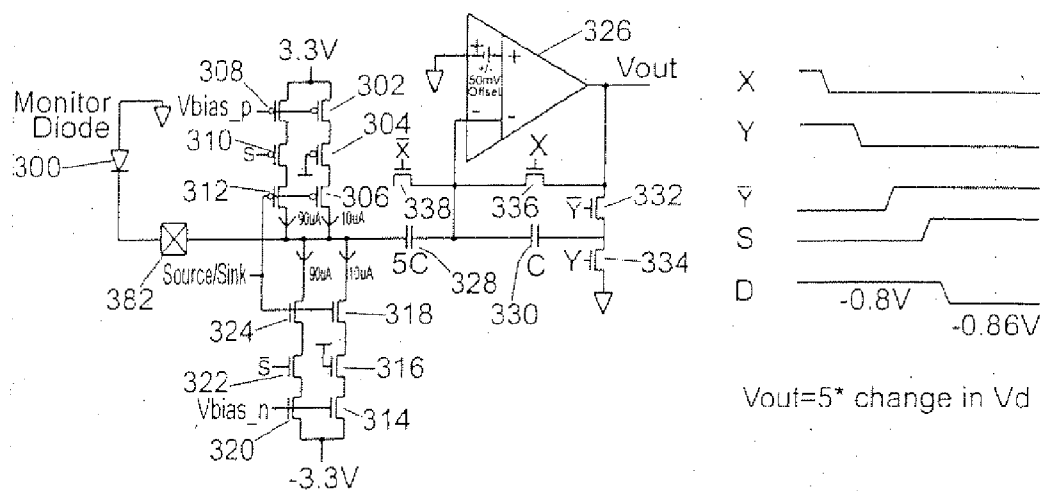 3.3V
308
302
326
Vout
Monitor
Diode
Vbias_p
+
+/-
50mV
Offset
+
-
-
310
304
300
S
X̅
X
312
306
338
336
Y̅
332
90uA
10uA
382
Source/Sink
90uA
10uA
5C
328
C
330
Y
334
324
318
S̅
322
316
Vbias_n
314
320
-3.3V
X
Y
Y̅
S
D
-0.8V
-0.86V
Vout=5* change in Vd